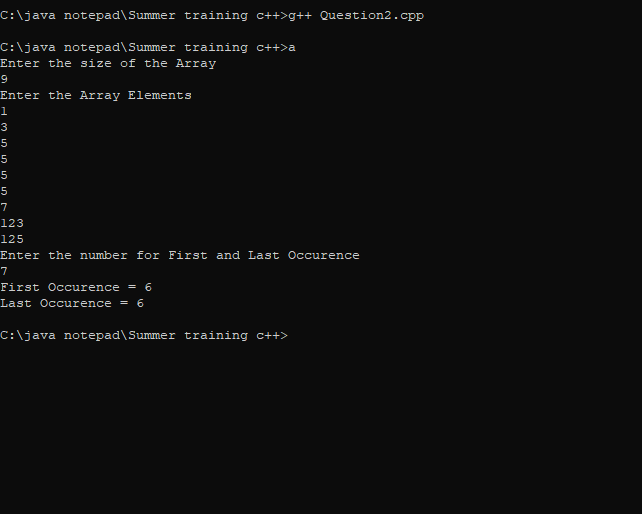 C:\java notepad\Summer training c++>g++ Question2.cpp
C:\java notepad\Summer training c++>a
Enter the size of the Array
9
Enter the Array Elements
1
3
5
5
5
5
7
123
125
Enter the number for First and Last Occurence
7
First Occurence = 6
Last Occurence = 6
C:\java notepad\Summer training c++>